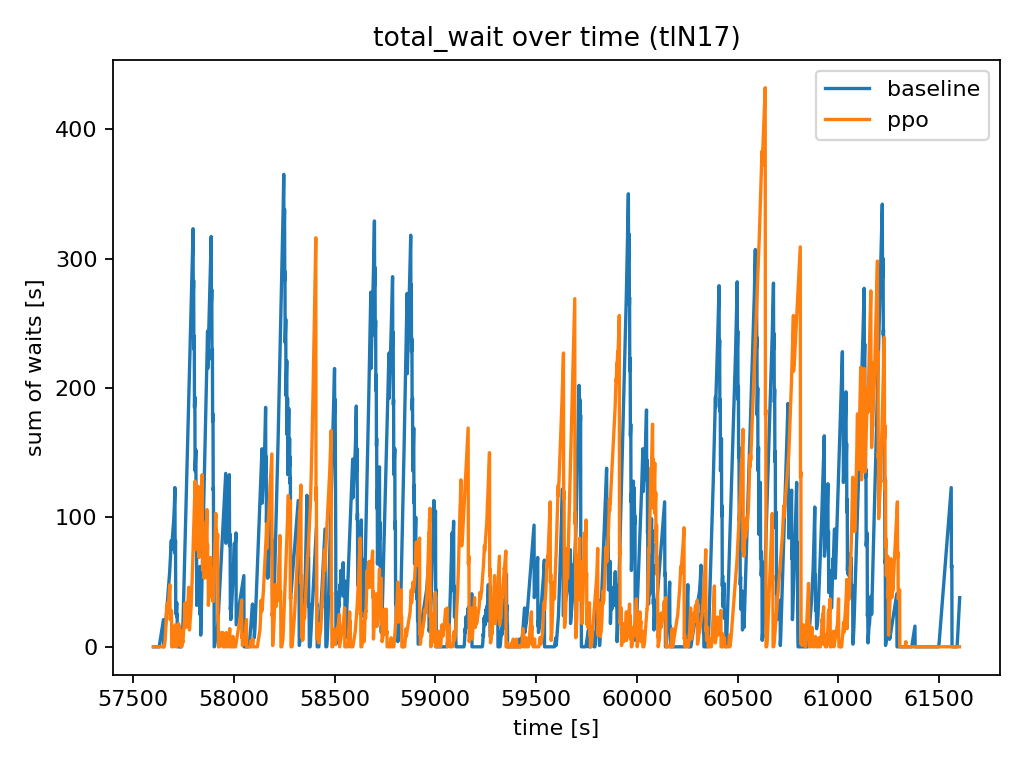 total_wait over time (tlN17)
baseline
ppo
sum of waits [s]
400
300
200
100
0
57500 58000 58500 59000 59500 60000 60500 61000 61500
time [s]